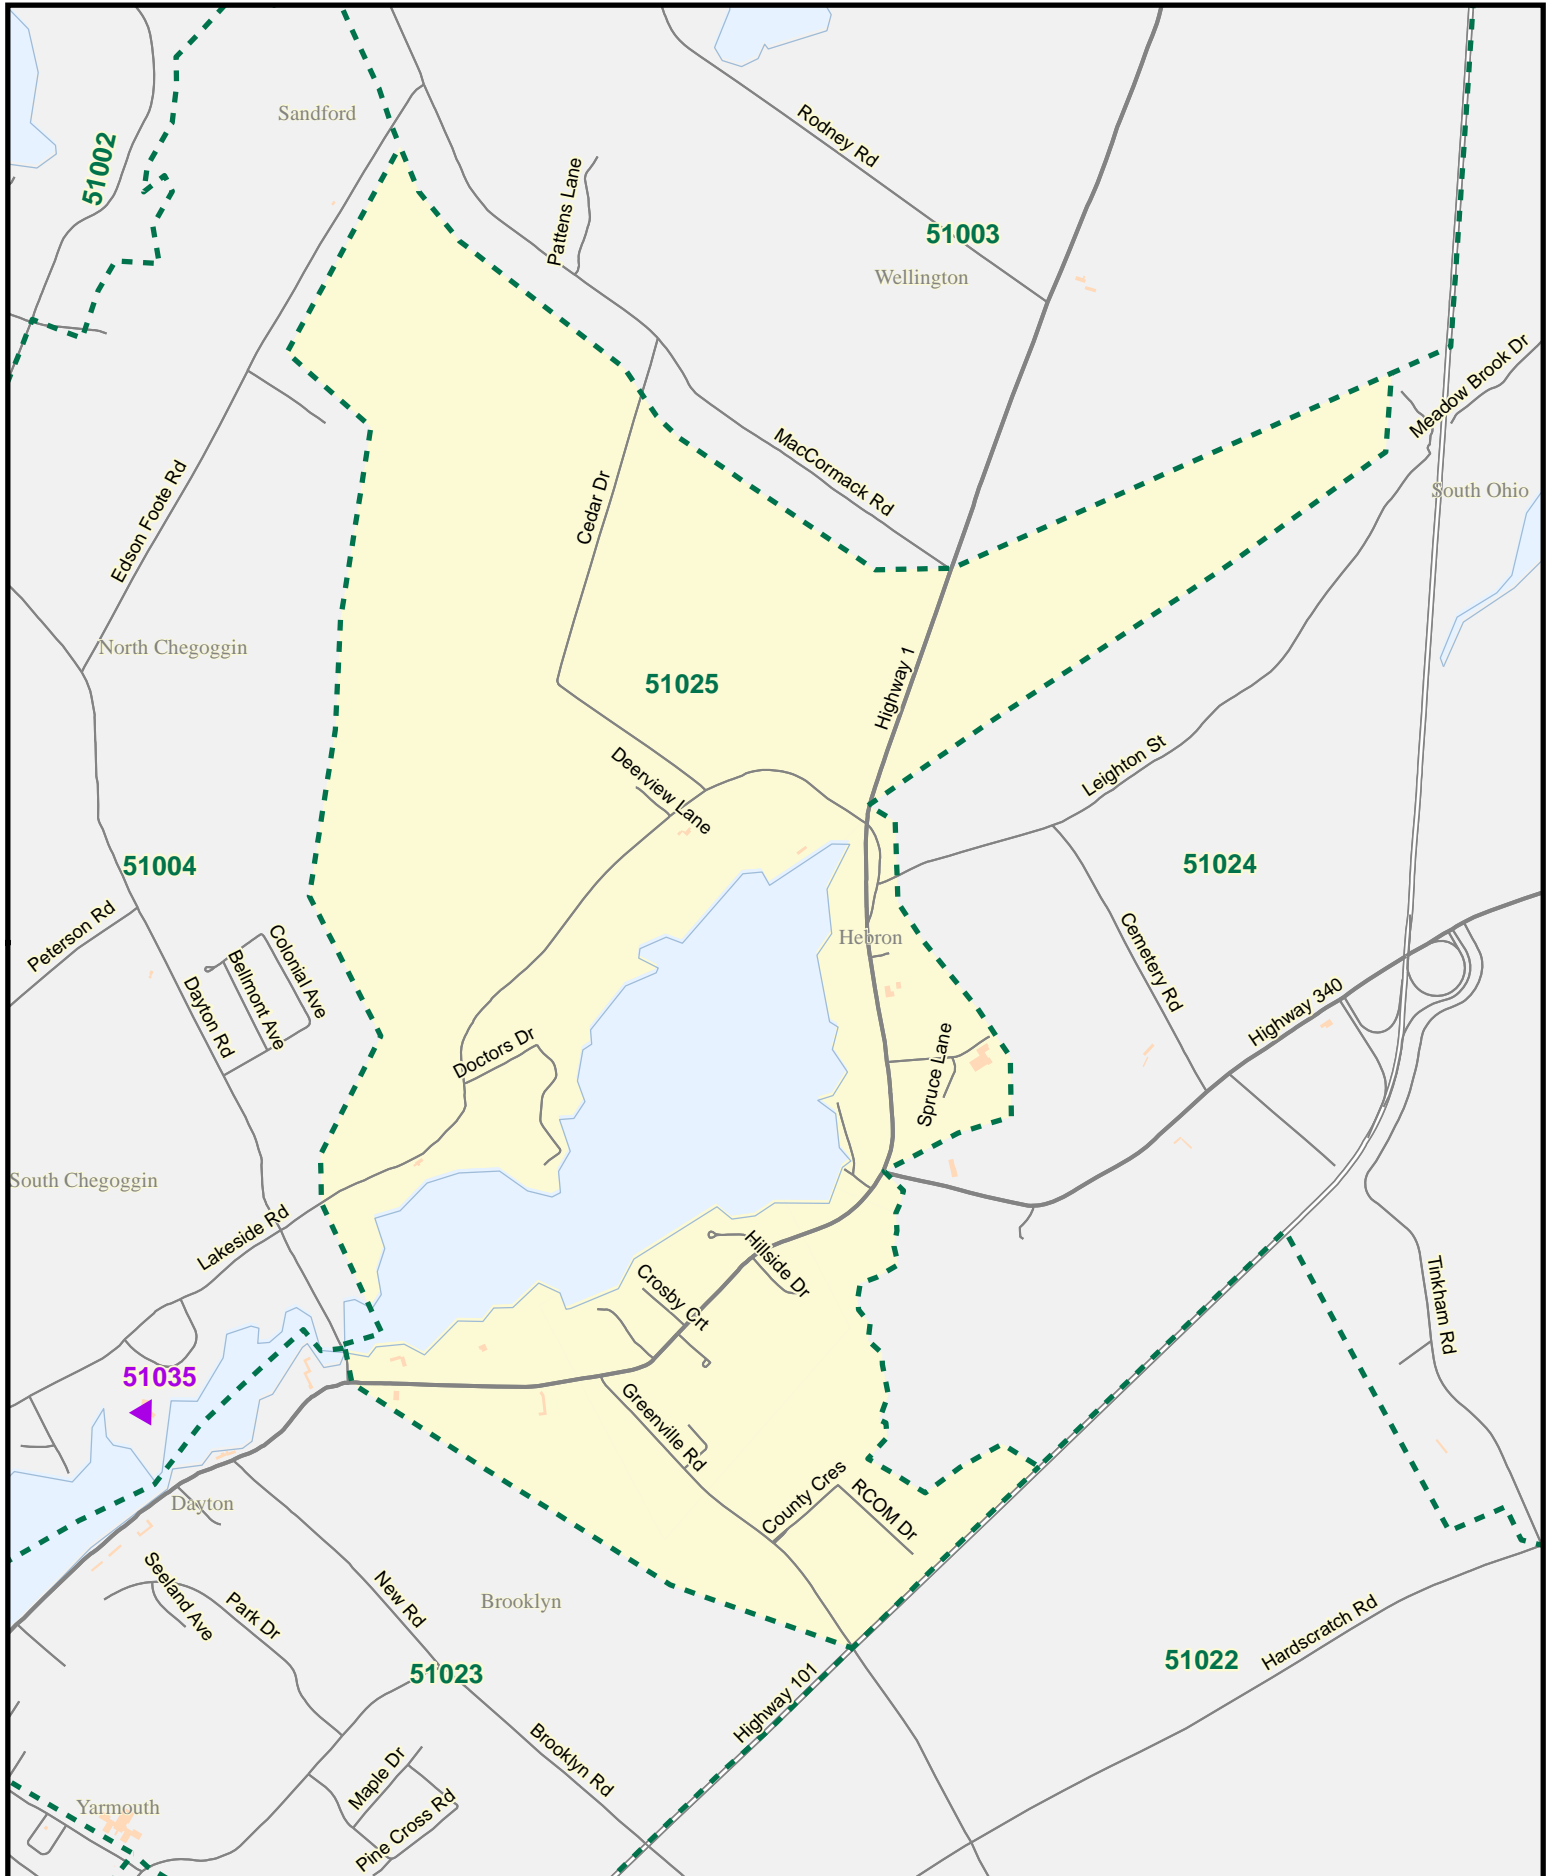 Sandford
51002
Rodney Rd
Pattens Lane
51003
Wellington
Meadow Brook Dr
MacCormack Rd
Edson Foote Rd
Cedar Dr
South Ohio
North Chegoggin
51025
Highway 1
Deerview Lane
Leighton St
51004
51024
Peterson Rd
Colonial Ave
Bellmont Ave
Dayton Rd
Hebron
Cemetery Rd
Highway 340
Doctors Dr
Spruce Lane
South Chegoggin
Lakeside Rd
Hillside Dr
Crosby Crt
Tinkham Rd
51035
Greenville Rd
County Cres
RCOM Dr
Dayton
Seeland Ave
Park Dr
New Rd
Brooklyn
Hardscratch Rd
51023
51022
Highway 101
Brooklyn Rd
Maple Dr
Yarmouth
Pine Cross Rd